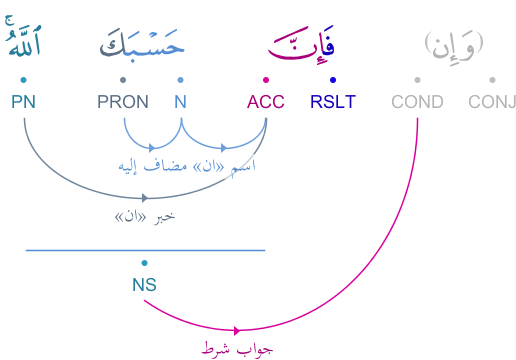 (وَإِن) فَإِنَّ حَسْبَكَ ٱللَّهُ ۚ
CONJ COND RSLT ACC N PRON PN
اسم «ان» مضاف إليه
خبر «ان»
NS
جواب شرط